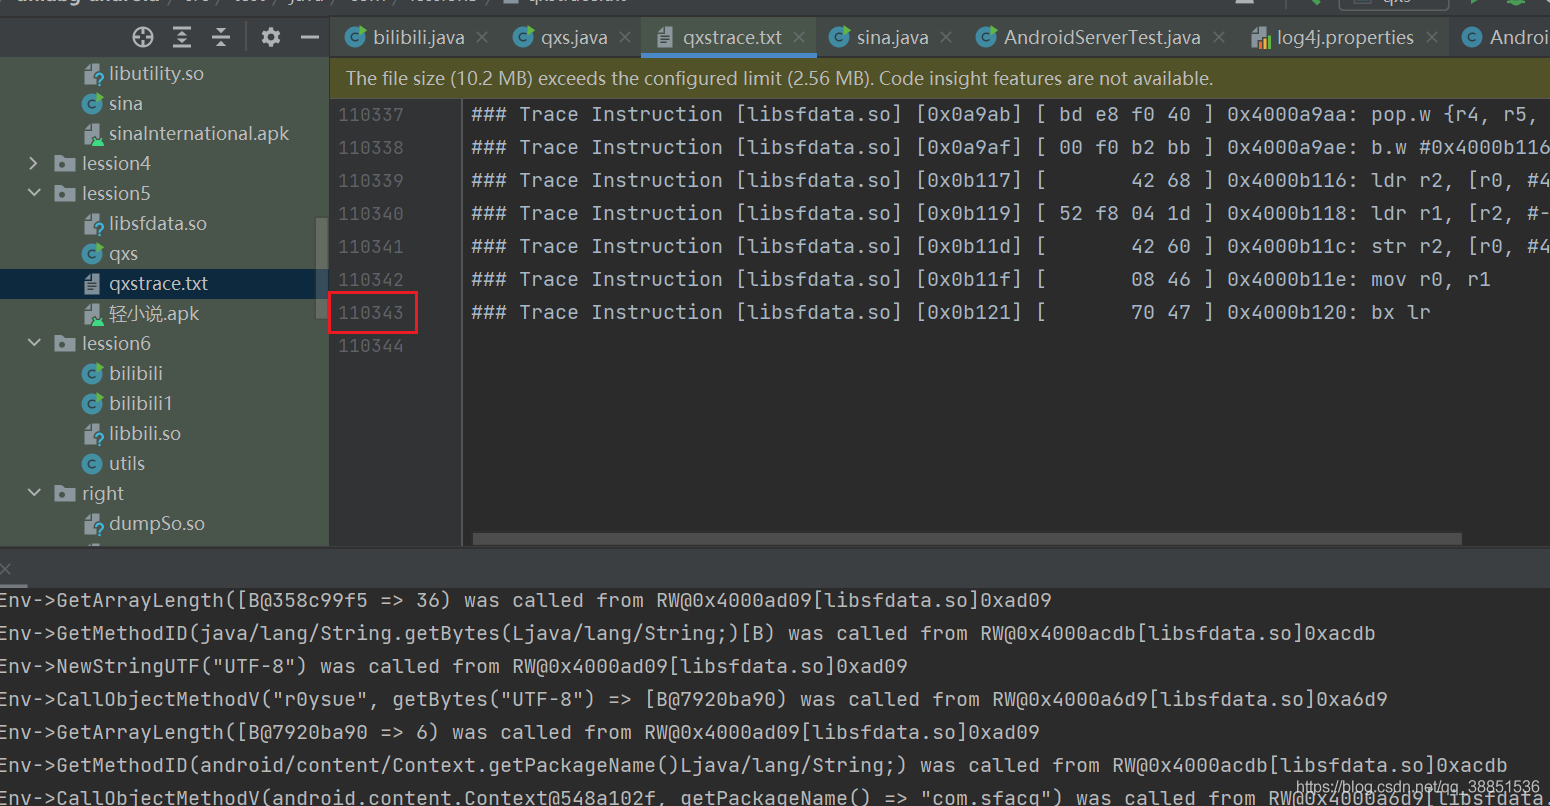 bilibili.java
qxs.java
qxstrace.txt
sina.java
AndroidServerTest.java
log4j.properties
Androi
The file size (10.2 MB) exceeds the configured limit (2.56 MB). Code insight features are not available.
libutility.so
sina
sinaInternational.apk
lession4
lession5
libsfdata.so
qxs
qxstrace.txt
轻小说.apk
lession6
bilibili
bilibili1
libbili.so
utils
right
dumpSo.so
110337 ### Trace Instruction [libsfdata.so] [0x0a9ab] [ bd e8 f0 40 ] 0x4000a9aa: pop.w {r4, r5,
110338 ### Trace Instruction [libsfdata.so] [0x0a9af] [ 00 f0 b2 bb ] 0x4000a9ae: b.w #0x4000b116
110339 ### Trace Instruction [libsfdata.so] [0x0b117] [ 42 68 ] 0x4000b116: ldr r2, [r0, #4
110340 ### Trace Instruction [libsfdata.so] [0x0b119] [ 52 f8 04 1d ] 0x4000b118: ldr r1, [r2, #-
110341 ### Trace Instruction [libsfdata.so] [0x0b11d] [ 42 60 ] 0x4000b11c: str r2, [r0, #4
110342 ### Trace Instruction [libsfdata.so] [0x0b11f] [ 08 46 ] 0x4000b11e: mov r0, r1
110343 ### Trace Instruction [libsfdata.so] [0x0b121] [ 70 47 ] 0x4000b120: bx lr
110344
Env->GetArrayLength([B@358c99f5 => 36) was called from RW@0x4000ad09[libsfdata.so]0xad09
Env->GetMethodID(java/lang/String.getBytes(Ljava/lang/String;)[B) was called from RW@0x4000acdb[libsfdata.so]0xacdb
Env->NewStringUTF("UTF-8") was called from RW@0x4000ad09[libsfdata.so]0xad09
Env->CallObjectMethodV("r0ysue", getBytes("UTF-8") => [B@7920ba90) was called from RW@0x4000a6d9[libsfdata.so]0xa6d9
Env->GetArrayLength([B@7920ba90 => 6) was called from RW@0x4000ad09[libsfdata.so]0xad09
Env->GetMethodID(android/content/Context.getPackageName()Ljava/lang/String;) was called from RW@0x4000acdb[libsfdata.so]0xacdb
Env->CallObjectMethodV(android.content.Context@548a102f, getPackageName() => "com.sfacg") was called from RW@0x4000a6d9[libsfdata
https://blog.csdn.net/qq_38851536